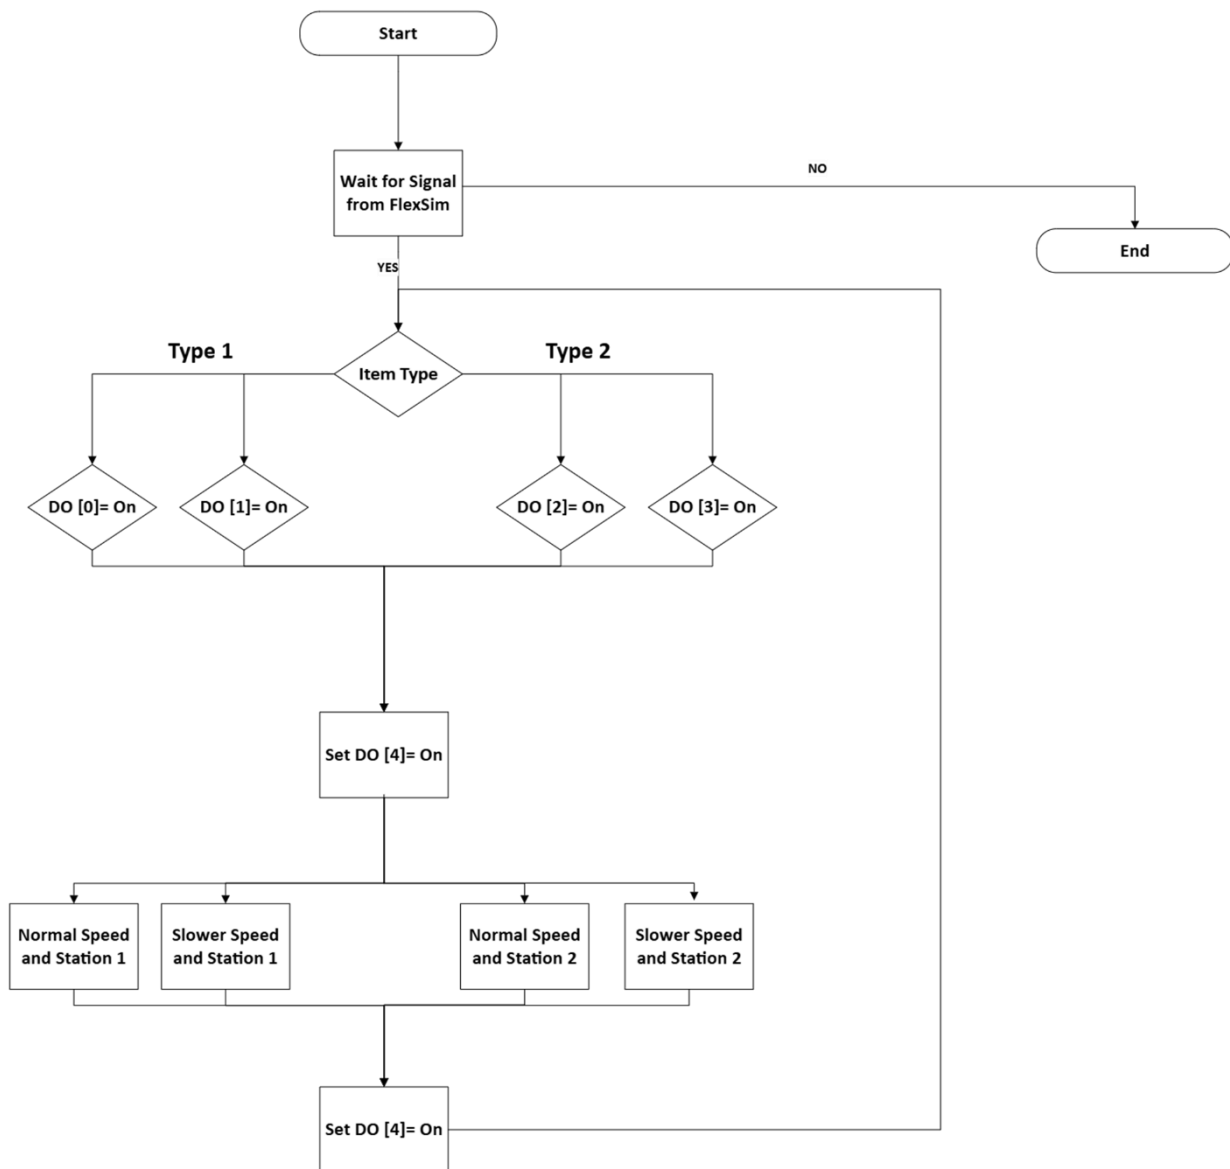 Start
Wait for Signal
from FlexSim
NO
End
YES
Type 1
Type 2
Item Type
DO [0]= On
DO [1]= On
DO [2]= On
DO [3]= On
Set DO [4]= On
Normal Speed
and Station 1
Slower Speed
and Station 1
Normal Speed
and Station 2
Slower Speed
and Station 2
Set DO [4]= On